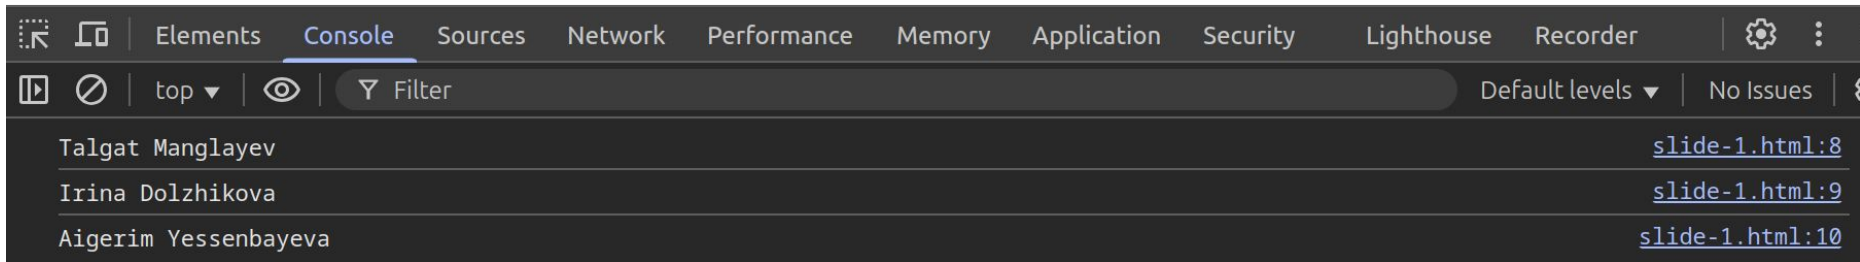 Elements Console Sources Network Performance Memory Application Security Lighthouse Recorder
top Filter Default levels No Issues
Talgat Manglayev slide-1.html:8
Irina Dolzhikova slide-1.html:9
Aigerim Yessenbayeva slide-1.html:10